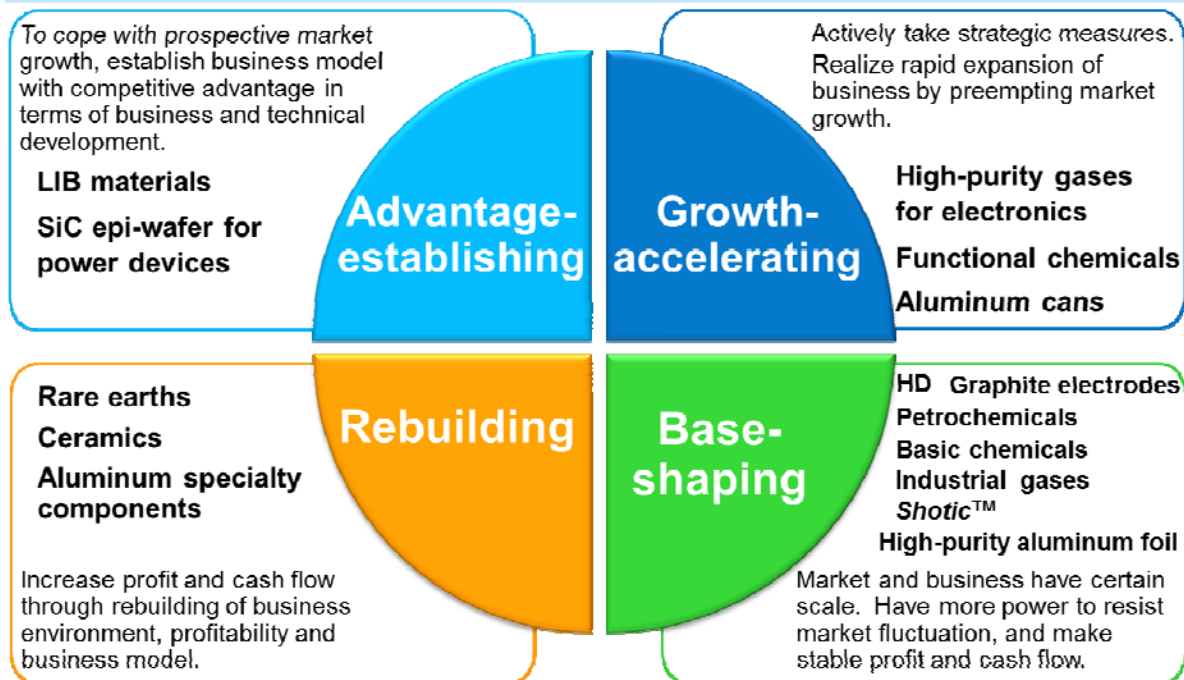 To cope with prospective market
growth, establish business model
with competitive advantage in
terms of business and technical
development.
LIB materials
SiC epi-wafer for
power devices
Advantage-
establishing
Growth-
accelerating
Actively take strategic measures.
Realize rapid expansion of
business by preempting market
growth.
High-purity gases
for electronics
Functional chemicals
Aluminum cans
Rare earths
Ceramics
Aluminum specialty
components
Increase profit and cash flow
through rebuilding of business
environment, profitability and
business model.
Rebuilding
Base-
shaping
HD Graphite electrodes
Petrochemicals
Basic chemicals
Industrial gases
Shotic™
High-purity aluminum foil
Market and business have certain
scale. Have more power to resist
market fluctuation, and make
stable profit and cash flow.